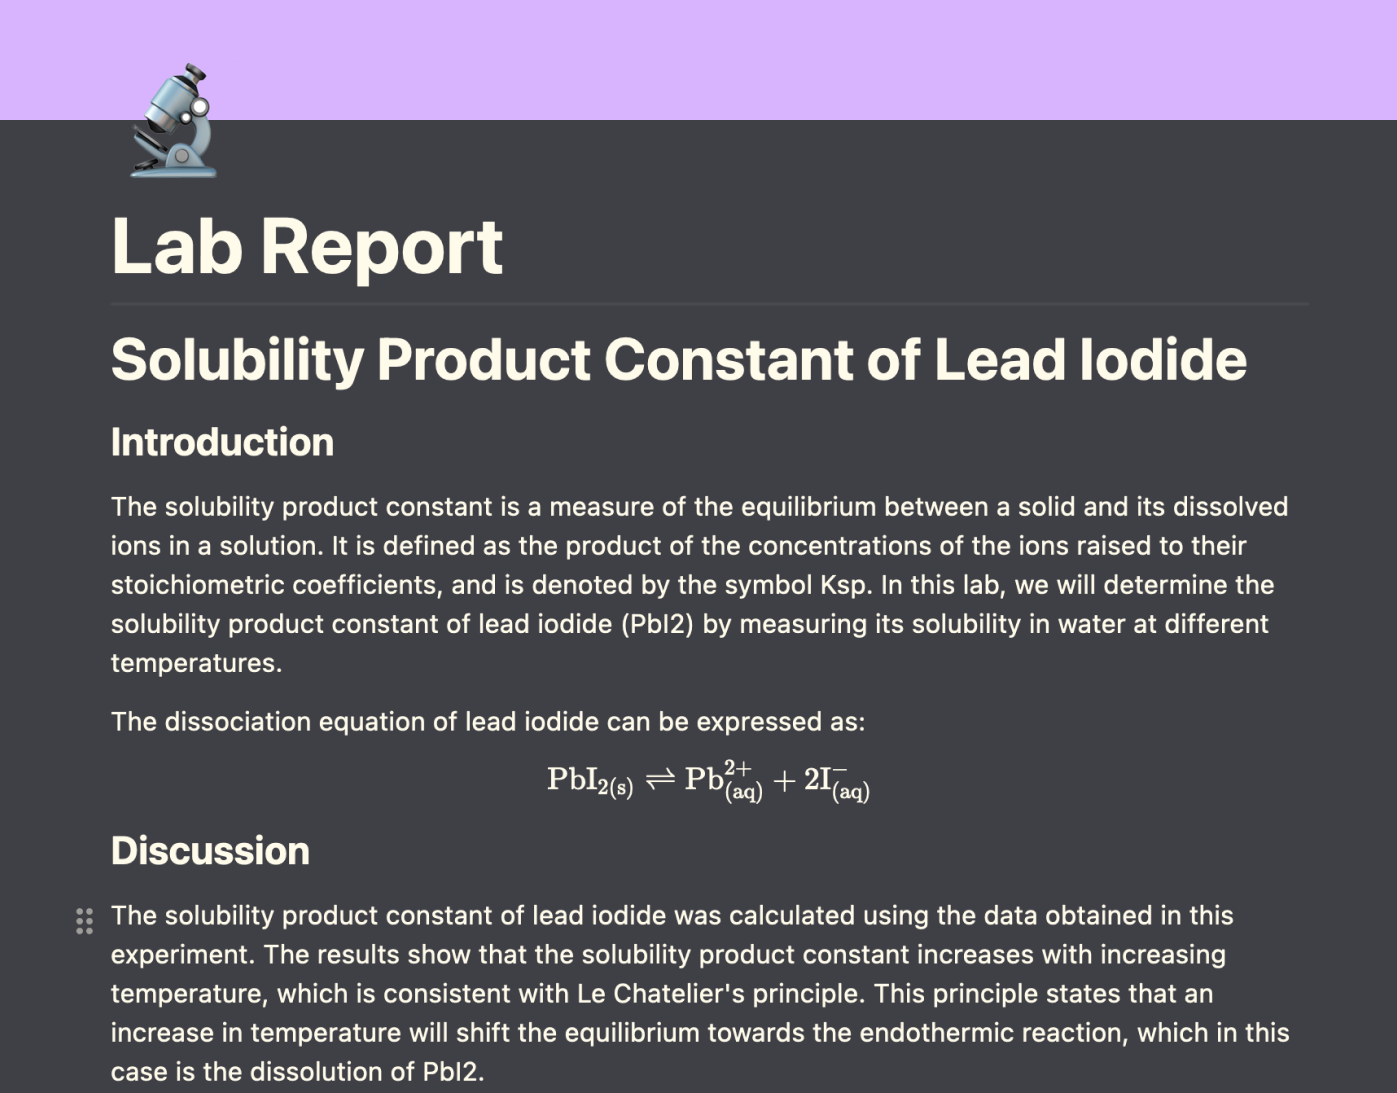 Lab Report
Solubility Product Constant of Lead Iodide
Introduction
The solubility product constant is a measure of the equilibrium between a solid and its dissolved
ions in a solution. It is defined as the product of the concentrations of the ions raised to their
stoichiometric coefficients, and is denoted by the symbol Ksp. In this lab, we will determine the
solubility product constant of lead iodide (PbI2) by measuring its solubility in water at different
temperatures.
The dissociation equation of lead iodide can be expressed as:
PbI₂₍ₛ₎ ⇌ Pb²⁺(aq) + 2I⁻(aq)
Discussion
The solubility product constant of lead iodide was calculated using the data obtained in this
experiment. The results show that the solubility product constant increases with increasing
temperature, which is consistent with Le Chatelier's principle. This principle states that an
increase in temperature will shift the equilibrium towards the endothermic reaction, which in this
case is the dissolution of PbI2.